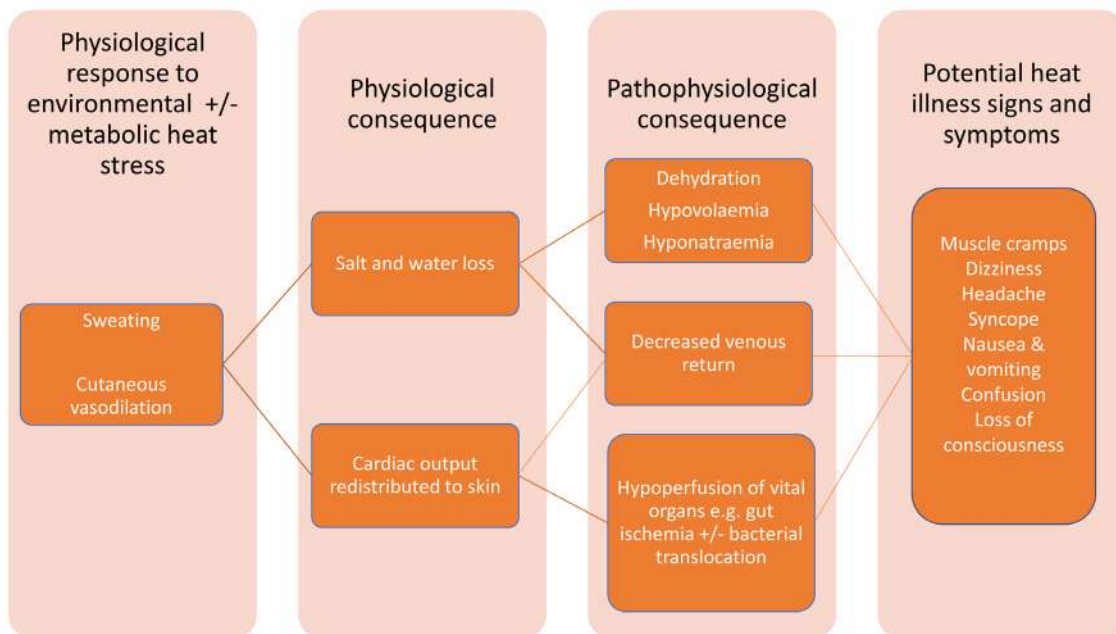 Physiological
response to
environmental +/-
metabolic heat
stress
Sweating
Cutaneous
vasodilation
Physiological
consequence
Salt and water loss
Cardiac output
redistributed to skin
Pathophysiological
consequence
Dehydration
Hypovolaemia
Hyponatraemia
Decreased venous
return
Hypoperfusion of vital
organs e.g. gut
ischemia +/- bacterial
translocation
Potential heat
illness signs and
symptoms
Muscle cramps
Dizziness
Headache
Syncope
Nausea &
vomiting
Confusion
Loss of
consciousness